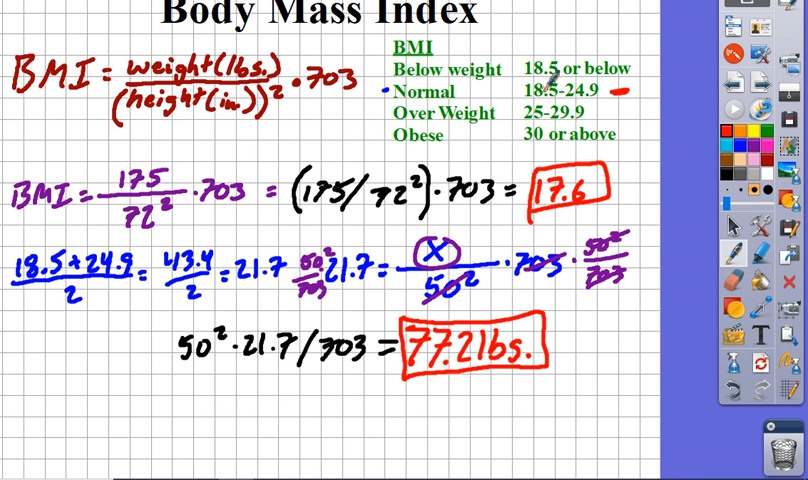 Body Mass Index
BMI = weight(lbs.) / (height(in.))² · 703
BMI
Below weight 18.5 or below
Normal 18.5-24.9
Over Weight 25-29.9
Obese 30 or above
BMI = 175 / 72² · 703 = (175/72²) · 703 = 17.6
18.5+24.9 / 2 = 43.4 / 2 = 21.7 50²/703 21.7 = x / 50² · 703 · 50²/703
50² · 21.7/703 = 77.2 lbs.
T